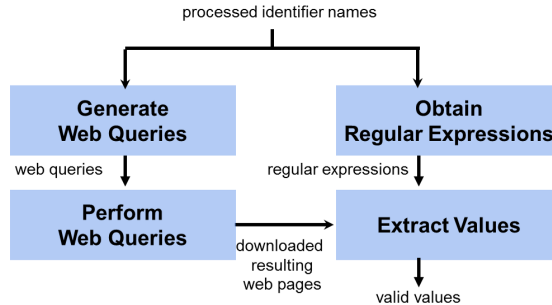 processed identifier names
Generate
Web Queries
Obtain
Regular Expressions
web queries
regular expressions
Perform
Web Queries
Extract Values
downloaded
resulting
web pages
valid values